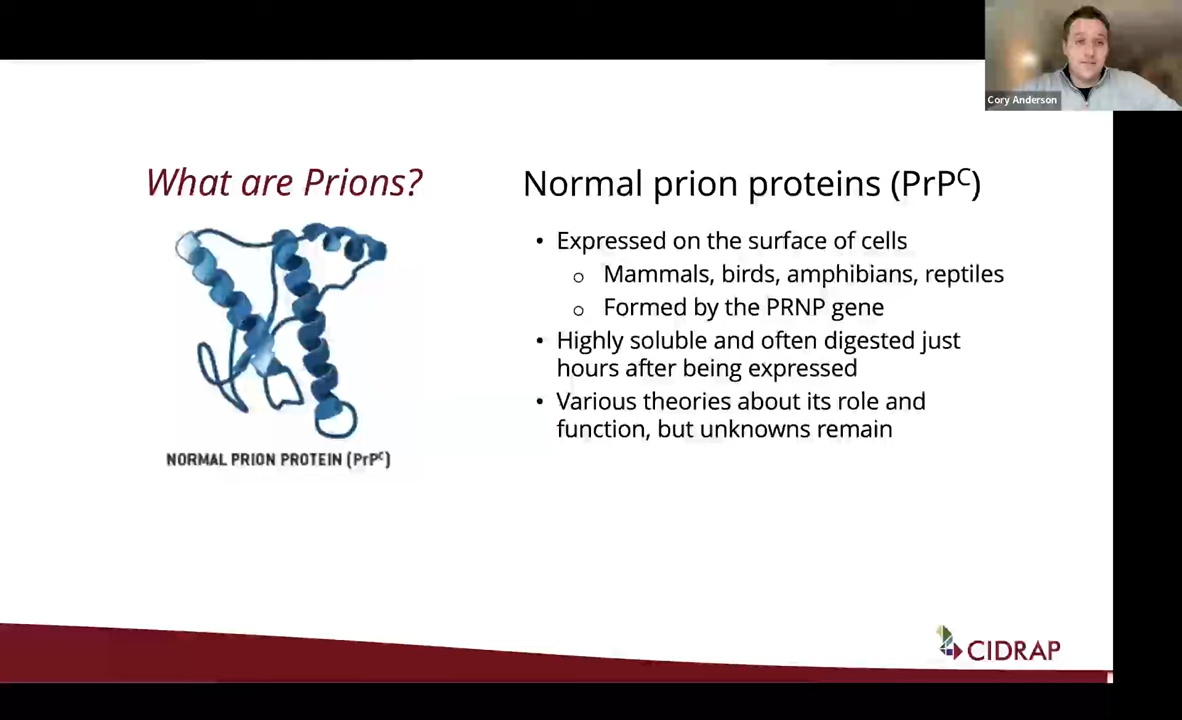 Cory Anderson
What are Prions?
NORMAL PRION PROTEIN (PrPᶜ)
Normal prion proteins (PrPᶜ)
• Expressed on the surface of cells
o Mammals, birds, amphibians, reptiles
o Formed by the PRNP gene
• Highly soluble and often digested just
hours after being expressed
• Various theories about its role and
function, but unknowns remain
CIDRAP